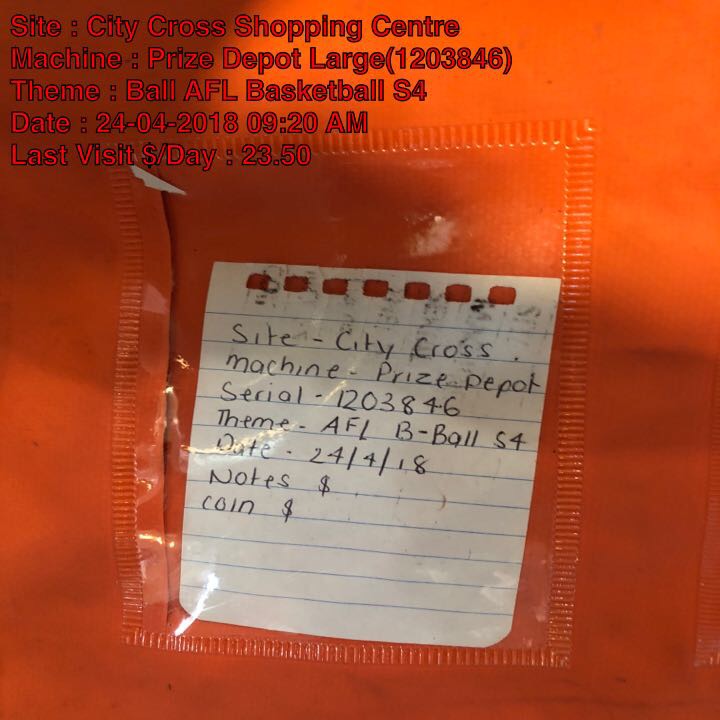 Site : City Cross Shopping Centre
Machine : Prize Depot Large(1203846)
Theme : Ball AFL Basketball S4
Date : 24-04-2018 09:20 AM
Last Visit $/Day : 23.50
Site - City Cross.
machine - Prize Depot
Serial - 1203846
Theme - AFL B-Ball S4
Date - 24/4/18
Notes $
coin $